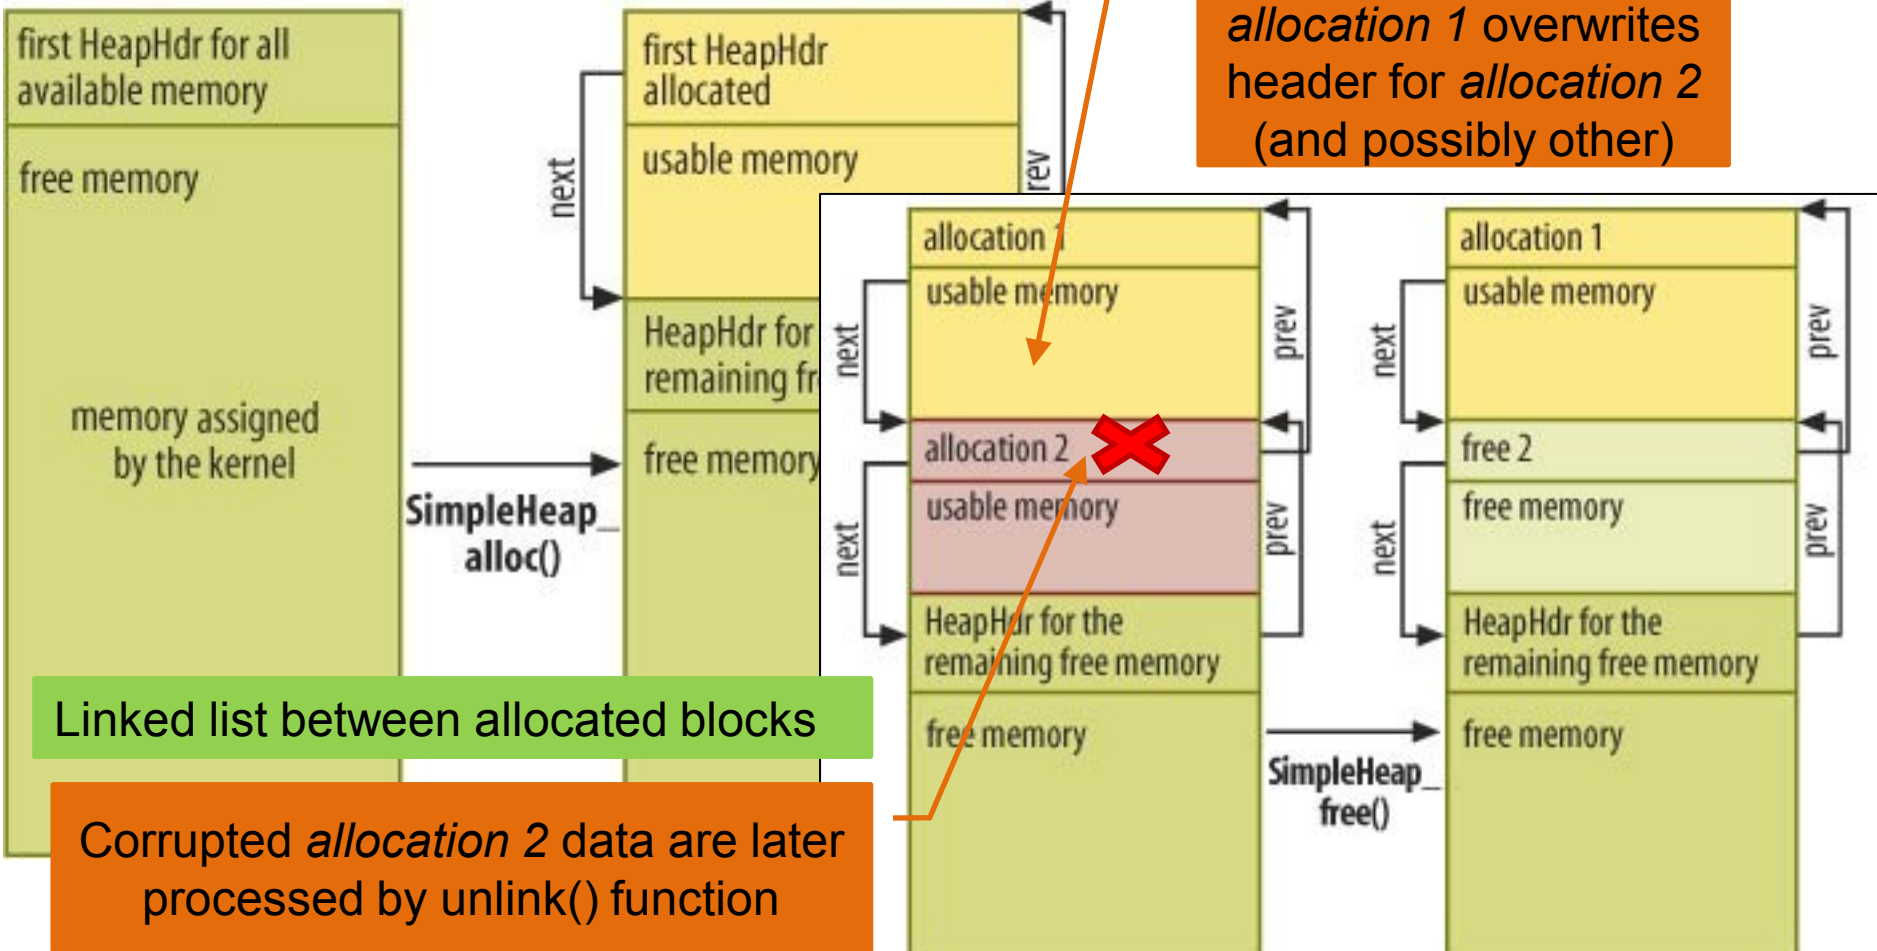 first HeapHdr for all
available memory
free memory
memory assigned
by the kernel
SimpleHeap_
alloc()
next
first HeapHdr
allocated
usable memory
rev
HeapHdr for
remaining fr
free memory
allocation 1 overwrites
header for allocation 2
(and possibly other)
next
allocation 1
usable memory
prev
next
allocation 2
usable memory
prev
HeapHdr for the
remaining free memory
free memory
SimpleHeap_
free()
next
allocation 1
usable memory
prev
next
free 2
free memory
prev
HeapHdr for the
remaining free memory
free memory
Linked list between allocated blocks
Corrupted allocation 2 data are later
processed by unlink() function